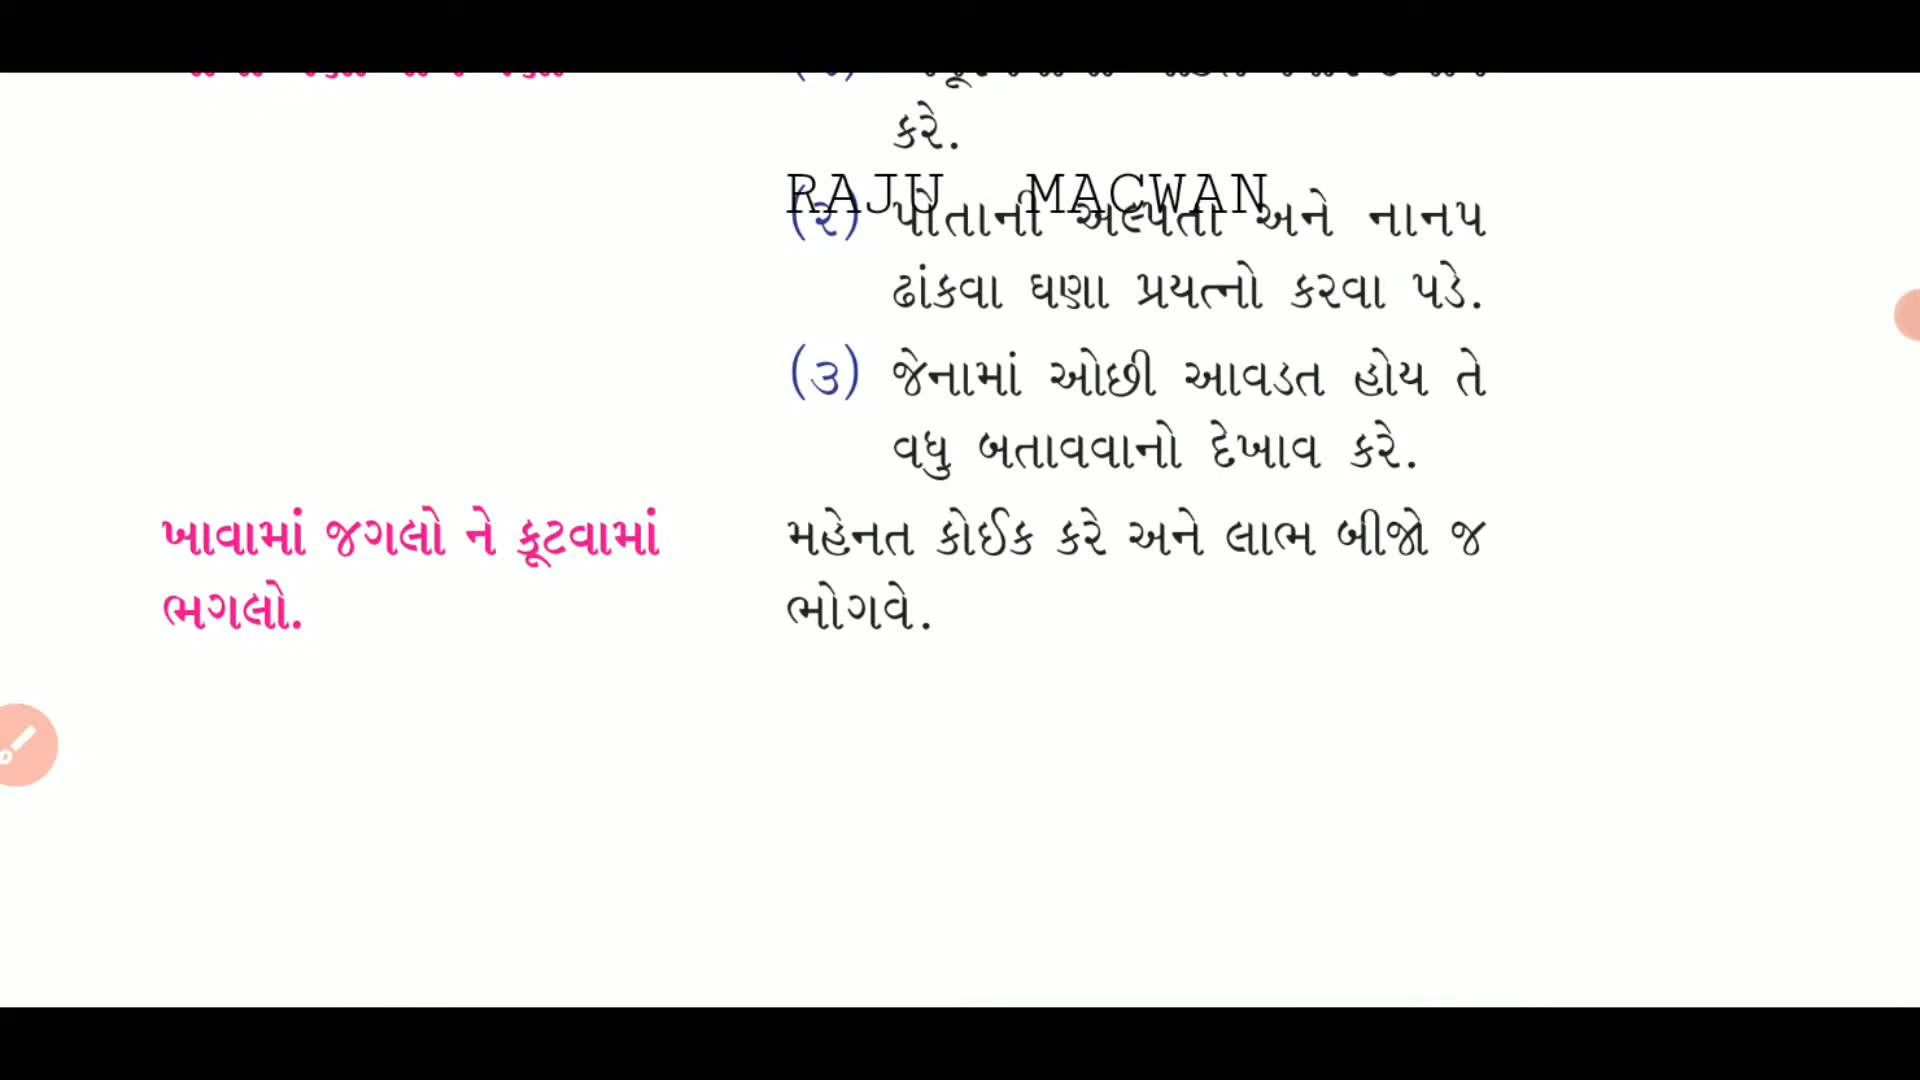 કરે.
RAJU MACWAN
(૨) પોતાની અલ્પતા અને નાનપ
ઢાંકવા ઘણા પ્રયત્નો કરવા પડે.
(૩) જેનામાં ઓછી આવડત હોય તે
વધુ બતાવવાનો દેખાવ કરે.
ખાવામાં જગલો ને કૂટવામાં
ભગલો.
મહેનત કોઈક કરે અને લાભ બીજો જ
ભોગવે.